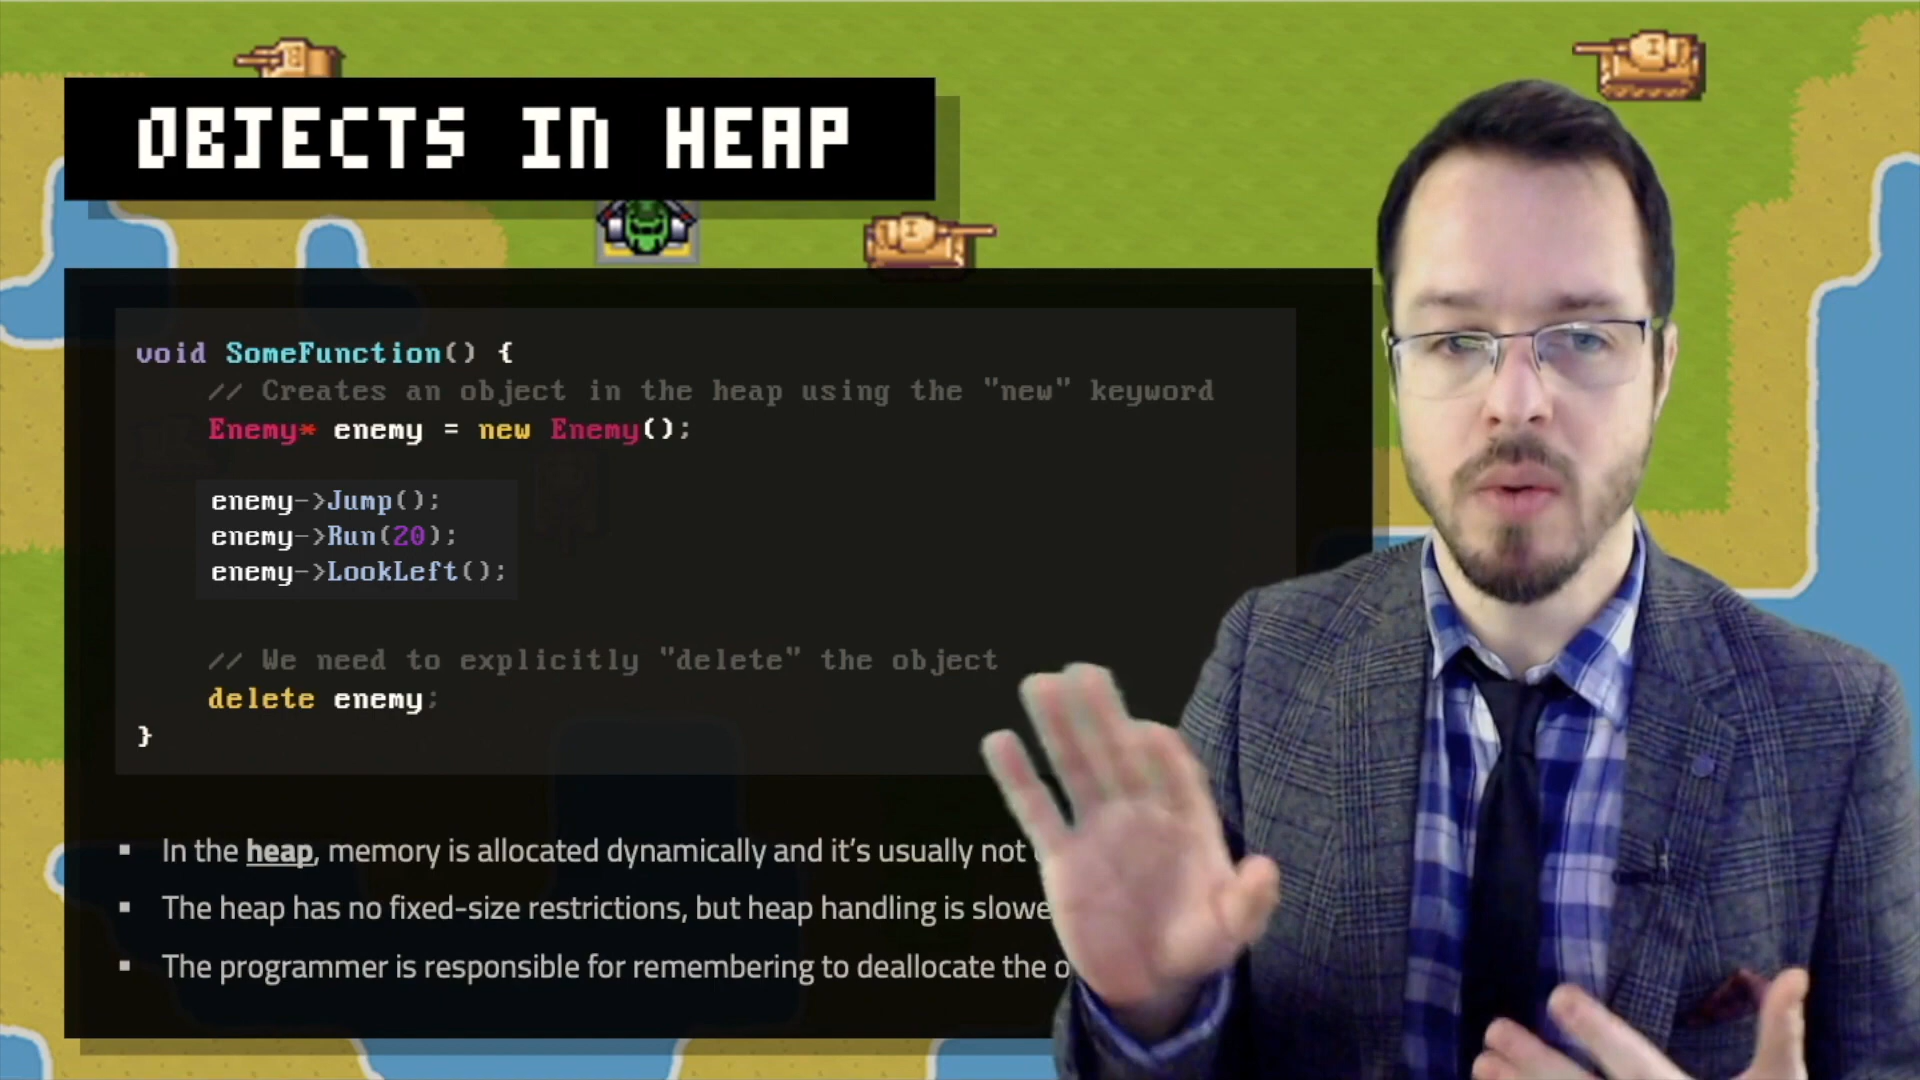 OBJECTS IN HEAP
void SomeFunction() {
// Creates an object in the heap using the "new" keyword
Enemy* enemy = new Enemy();
enemy->Jump();
enemy->Run(20);
enemy->LookLeft();
// We need to explicitly "delete" the object
delete enemy;
}
▪ In the heap, memory is allocated dynamically and it's usually not
▪ The heap has no fixed-size restrictions, but heap handling is slowe
▪ The programmer is responsible for remembering to deallocate the o